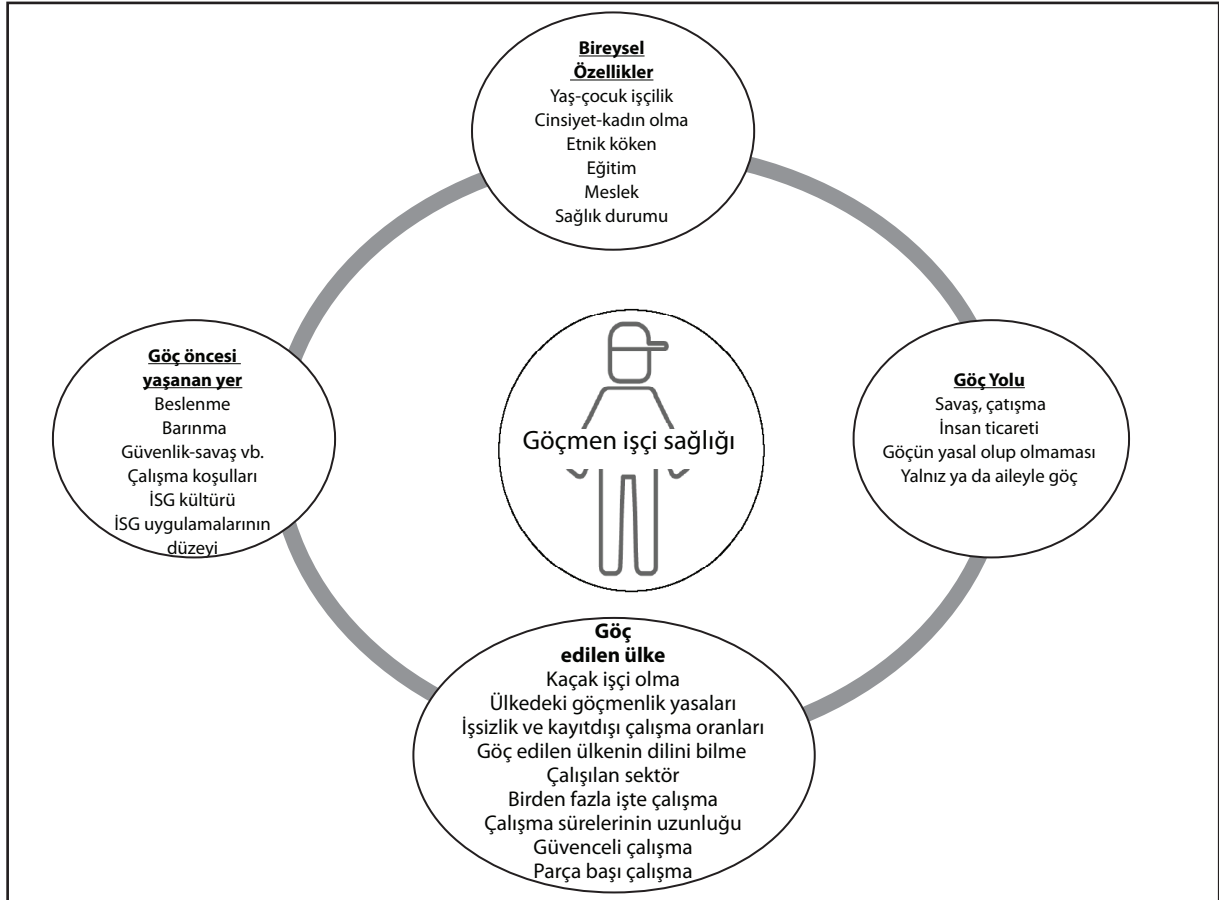 Bireysel
Özellikler
Yaş-çocuk işçilik
Cinsiyet-kadın olma
Etnik köken
Eğitim
Meslek
Sağlık durumu
Göç öncesi
yaşanan yer
Beslenme
Barınma
Güvenlik-savaş vb.
Çalışma koşulları
İSG kültürü
İSG uygulamalarının
düzeyi
Göçmen işçi sağlığı
Göç Yolu
Savaş, çatışma
İnsan ticareti
Göçün yasal olup olmaması
Yalnız ya da aileyle göç
Göç
edilen ülke
Kaçak işçi olma
Ülkedeki göçmenlik yasaları
İşsizlik ve kayıtdışı çalışma oranları
Göç edilen ülkenin dilini bilme
Çalışılan sektör
Birden fazla işte çalışma
Çalışma sürelerinin uzunluğu
Güvenceli çalışma
Parça başı çalışma